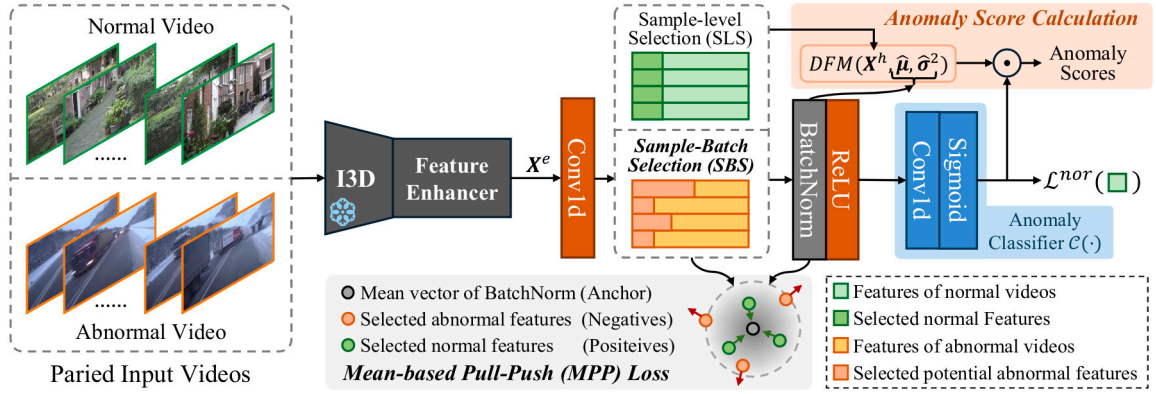 Normal Video
......
......
Abnormal Video
Paried Input Videos
I3D
Feature
Enhancer
X^e
Conv1d
Sample-level
Selection (SLS)
Sample-Batch
Selection (SBS)
BatchNorm
ReLU
Anomaly Score Calculation
DFM(X^h, μ̂, σ̂²)
Anomaly
Scores
Conv1d
Sigmoid
ℒ^nor( )
Anomaly
Classifier 𝒞(·)
Mean vector of BatchNorm (Anchor)
Selected abnormal features (Negatives)
Selected normal features (Positeives)
Mean-based Pull-Push (MPP) Loss
Features of normal videos
Selected normal Features
Features of abnormal videos
Selected potential abnormal features